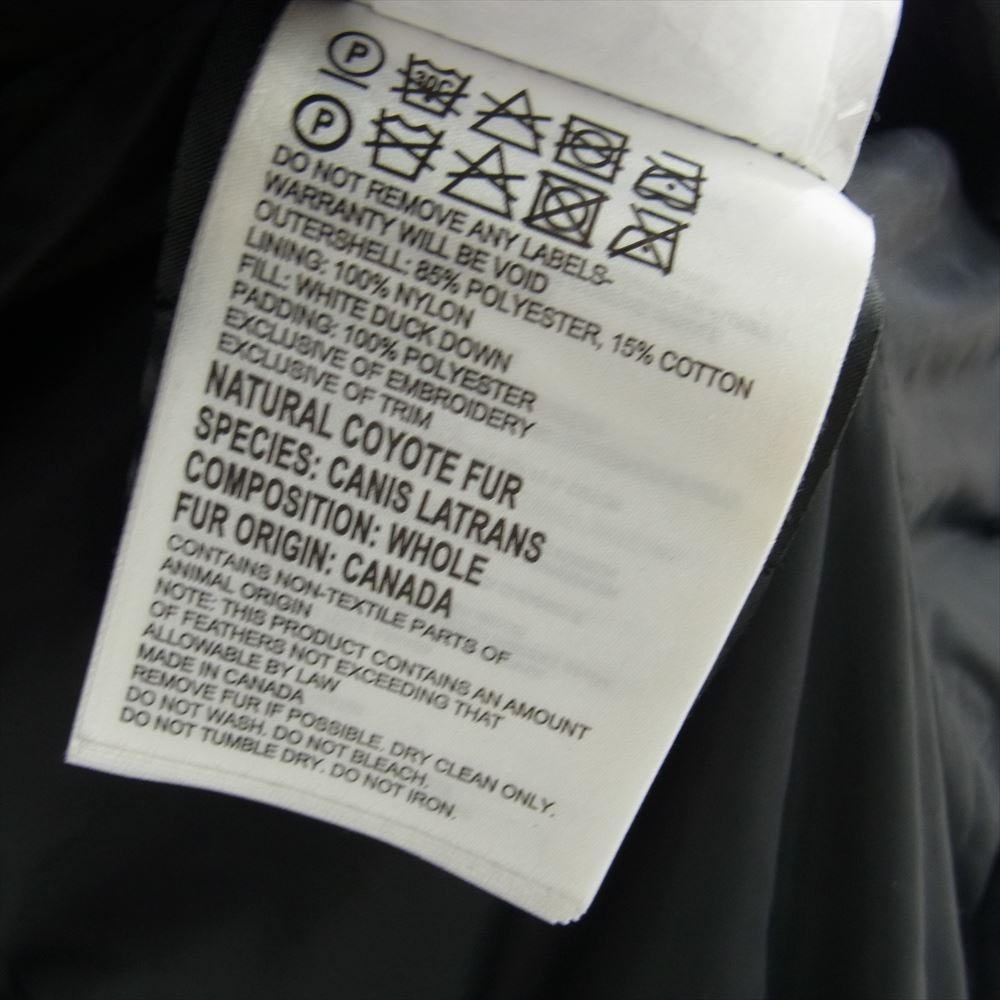 P
30C
P
DO NOT REMOVE ANY LABELS-
WARRANTY WILL BE VOID
OUTERSHELL: 85% POLYESTER, 15% COTTON
LINING: 100% NYLON
FILL: WHITE DUCK DOWN
PADDING: 100% POLYESTER
EXCLUSIVE OF EMBROIDERY
EXCLUSIVE OF TRIM
NATURAL COYOTE FUR
SPECIES: CANIS LATRANS
COMPOSITION: WHOLE
FUR ORIGIN: CANADA
CONTAINS NON-TEXTILE PARTS OF
ANIMAL ORIGIN
NOTE: THIS PRODUCT CONTAINS AN AMOUNT
OF FEATHERS NOT EXCEEDING THAT
ALLOWABLE BY LAW
MADE IN CANADA
REMOVE FUR IF POSSIBLE. DRY CLEAN ONLY.
DO NOT WASH. DO NOT BLEACH.
DO NOT TUMBLE DRY. DO NOT IRON.